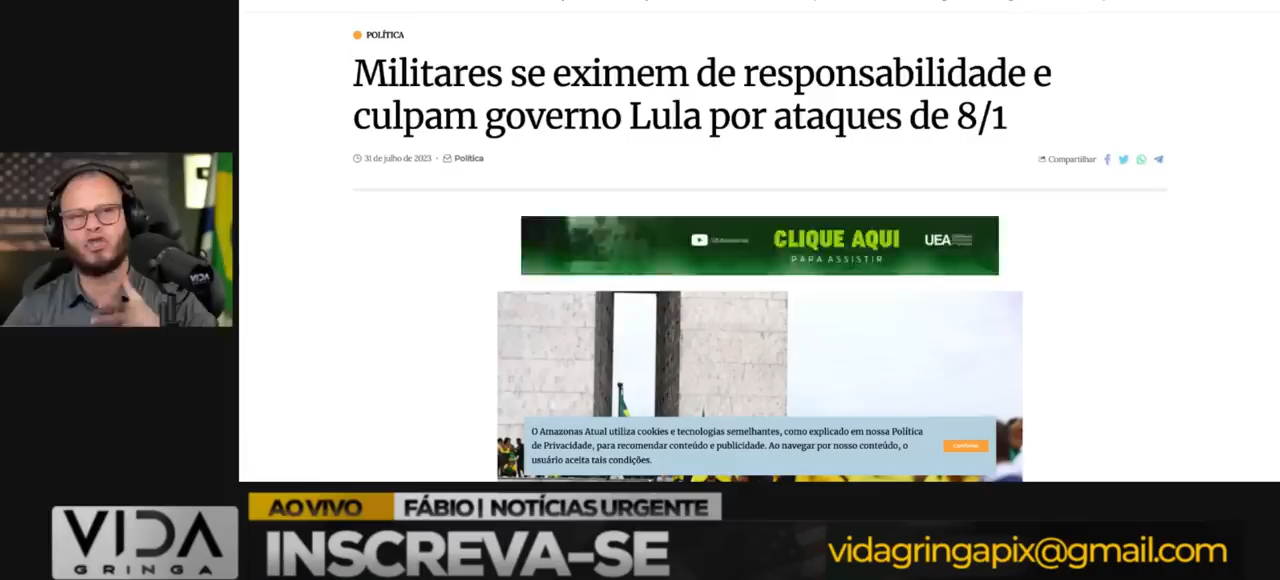 POLÍTICA
Militares se eximem de responsabilidade e
culpam governo Lula por ataques de 8/1
31 de julho de 2023 · Política
Compartilhar
CLIQUE AQUI
PARA ASSISTIR
UEA
VIDA
O Amazonas Atual utiliza cookies e tecnologias semelhantes, como explicado em nossa Política
de Privacidade, para recomendar conteúdo e publicidade. Ao navegar por nosso conteúdo, o
usuário aceita tais condições.
Confirmar
AO VIVO
FÁBIO | NOTÍCIAS URGENTE
VIDA
GRINGA
INSCREVA-SE
vidagringapix@gmail.com